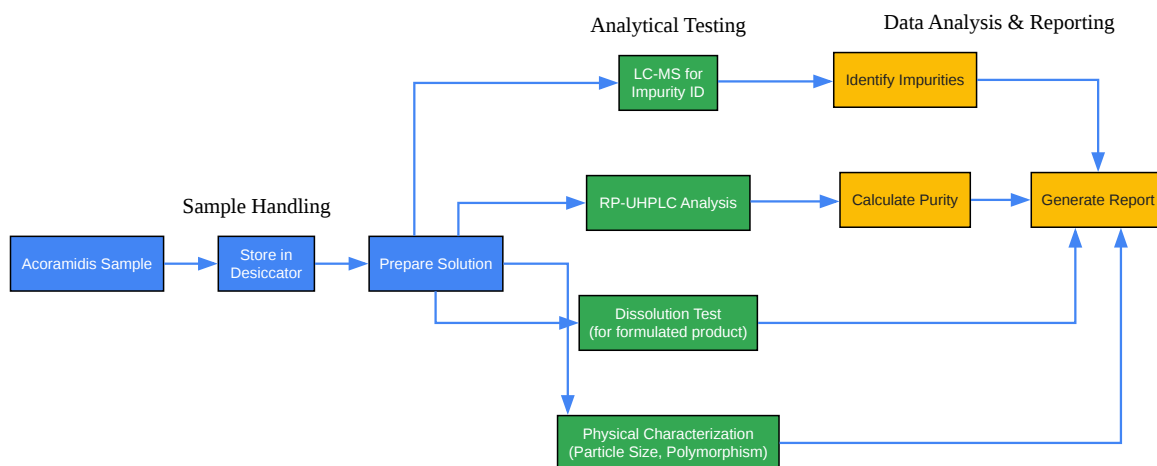 Analytical Testing
Data Analysis & Reporting
LC-MS for
Impurity ID
Identify Impurities
Sample Handling
RP-UHPLC Analysis
Calculate Purity
Generate Report
Acoramidis Sample
Store in
Desiccator
Prepare Solution
Dissolution Test
(for formulated product)
Physical Characterization
(Particle Size, Polymorphism)